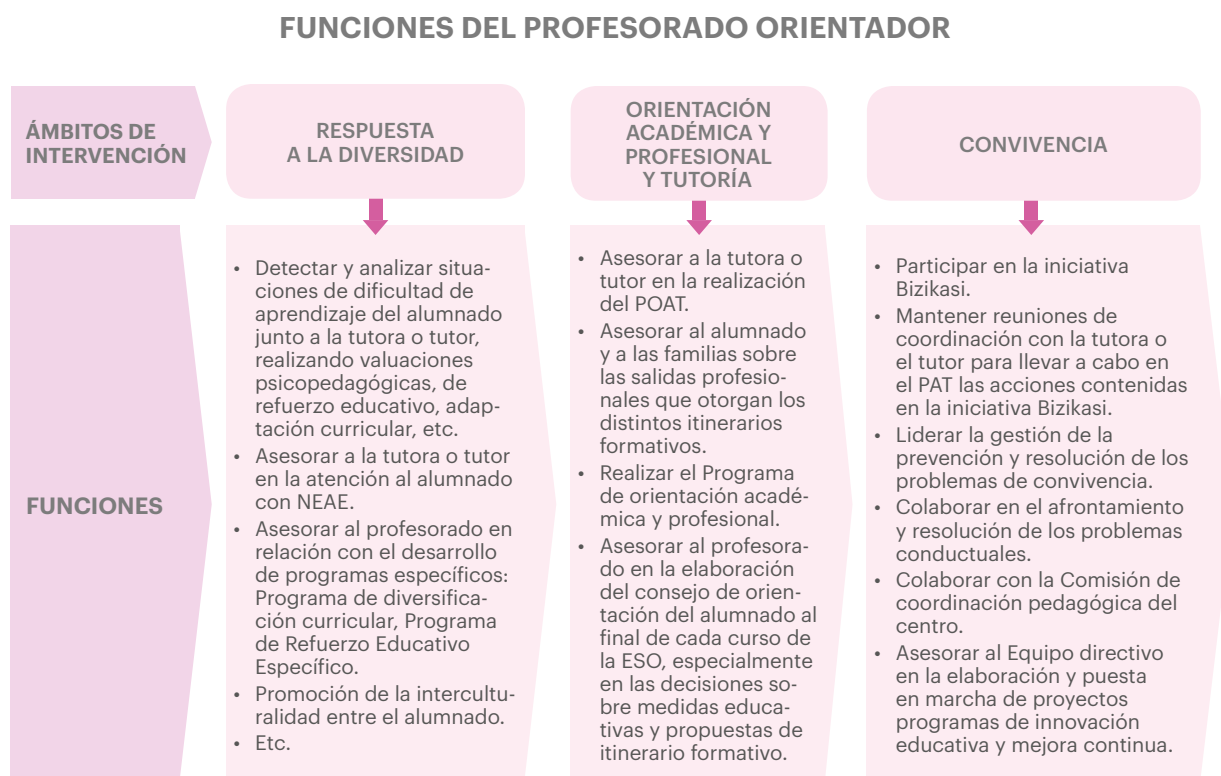 FUNCIONES DEL PROFESORADO ORIENTADOR
ÁMBITOS DE
INTERVENCIÓN
RESPUESTA
A LA DIVERSIDAD
ORIENTACIÓN
ACADÉMICA Y
PROFESIONAL
Y TUTORÍA
CONVIVENCIA
FUNCIONES
• Detectar y analizar situa-
ciones de dificultad de
aprendizaje del alumnado
junto a la tutora o tutor,
realizando valuaciones
psicopedagógicas, de
refuerzo educativo, adap-
tación curricular, etc.
• Asesorar a la tutora o tutor
en la atención al alumnado
con NEAE.
• Asesorar al profesorado en
relación con el desarrollo
de programas específicos:
Programa de diversifica-
ción curricular, Programa
de Refuerzo Educativo
Específico.
• Promoción de la intercultu-
ralidad entre el alumnado.
• Etc.
• Asesorar a la tutora o
tutor en la realización
del POAT.
• Asesorar al alumnado
y a las familias sobre
las salidas profesio-
nales que otorgan los
distintos itinerarios
formativos.
• Realizar el Programa
de orientación acadé-
mica y profesional.
• Asesorar al profesora-
do en la elaboración
del consejo de orien-
tación del alumnado al
final de cada curso de
la ESO, especialmente
en las decisiones so-
bre medidas educa-
tivas y propuestas de
itinerario formativo.
• Participar en la iniciativa
Bizikasi.
• Mantener reuniones de
coordinación con la tutora o
el tutor para llevar a cabo en
el PAT las acciones contenidas
en la iniciativa Bizikasi.
• Liderar la gestión de la
prevención y resolución de los
problemas de convivencia.
• Colaborar en el afrontamiento
y resolución de los problemas
conductuales.
• Colaborar con la Comisión de
coordinación pedagógica del
centro.
• Asesorar al Equipo directivo
en la elaboración y puesta
en marcha de proyectos
programas de innovación
educativa y mejora continua.